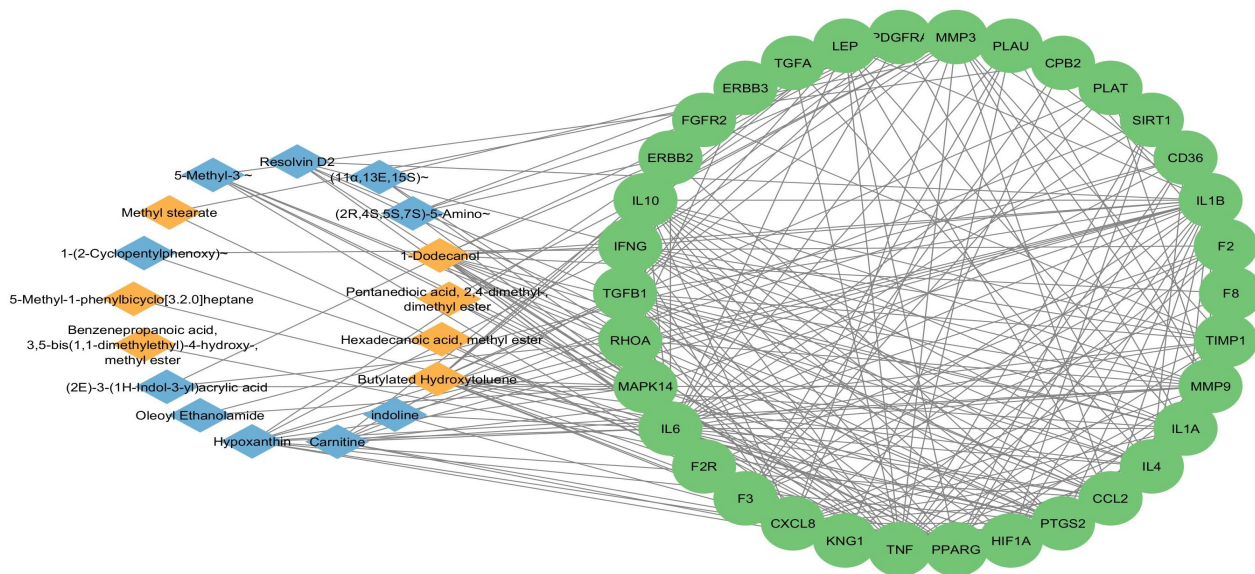 Resolvin D2
5-Methyl-3 ~
(11α,13E,15S)~
Methyl stearate
(2R,4S,5S,7S)-5-Amino~
1-(2-Cyclopentylphenoxy)~
1-Dodecanol
5-Methyl-1-phenylbicyclo[3.2.0]heptane
Pentanedioic acid, 2,4-dimethyl-,
dimethyl ester
Benzenepropanoic acid,
3,5-bis(1,1-dimethylethyl)-4-hydroxy-,
methyl ester
Hexadecanoic acid, methyl ester
(2E)-3-(1H-Indol-3-yl)acrylic acid
Butylated Hydroxytoluene
Oleoyl Ethanolamide
indoline
Hypoxanthin
Carnitine
LEP
PDGFRA
MMP3
PLAU
CPB2
PLAT
SIRT1
CD36
IL1B
F2
F8
TIMP1
MMP9
IL1A
IL4
CCL2
PTGS2
HIF1A
PPARG
TNF
KNG1
CXCL8
F3
F2R
IL6
MAPK14
RHOA
TGFB1
IFNG
IL10
ERBB2
FGFR2
ERBB3
TGFA